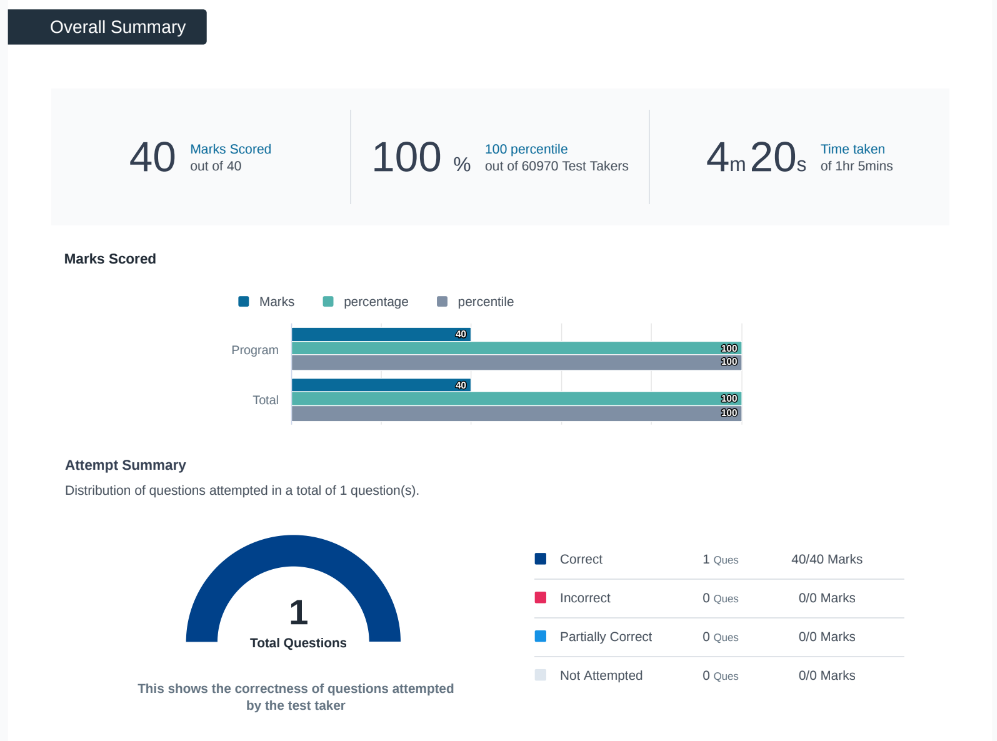 Overall Summary
40 Marks Scored
out of 40
100 % 100 percentile
out of 60970 Test Takers
4m 20s Time taken
of 1hr 5mins
Marks Scored
Marks percentage percentile
Program 40
100
100
Total 40
100
100
Attempt Summary
Distribution of questions attempted in a total of 1 question(s).
1
Total Questions
This shows the correctness of questions attempted
by the test taker
Correct 1 Ques 40/40 Marks
Incorrect 0 Ques 0/0 Marks
Partially Correct 0 Ques 0/0 Marks
Not Attempted 0 Ques 0/0 Marks